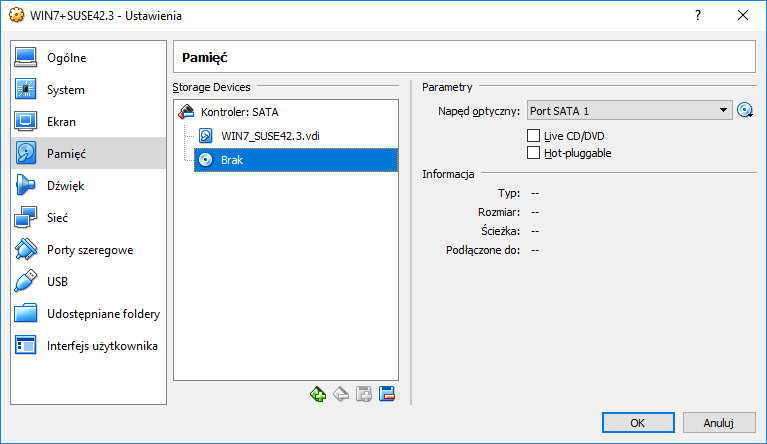 WIN7+SUSE42.3 - Ustawienia
?
Ogólne
System
Ekran
Pamięć
Dźwięk
Sieć
Porty szeregowe
USB
Udostępniane foldery
Interfejs użytkownika
Pamięć
Storage Devices
Kontroler: SATA
WIN7_SUSE42.3.vdi
Brak
Parametry
Napęd optyczny: Port SATA 1
Live CD/DVD
Hot-pluggable
Informacja
Typ: --
Rozmiar: --
Ścieżka: --
Podłączone do: --
OK Anuluj